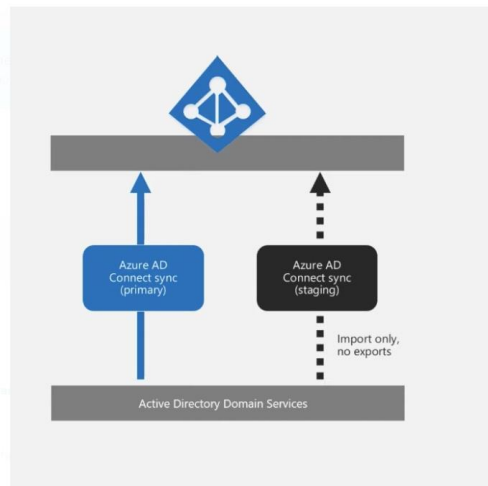 Azure AD
Connect sync
(primary)
Azure AD
Connect sync
(staging)
Import only,
no exports
Active Directory Domain Services